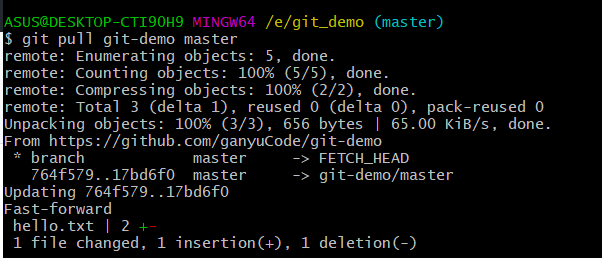 ASUS@DESKTOP-CTI9OH9 MINGW64 /e/git_demo (master)
$ git pull git-demo master
remote: Enumerating objects: 5, done.
remote: Counting objects: 100% (5/5), done.
remote: Compressing objects: 100% (2/2), done.
remote: Total 3 (delta 1), reused 0 (delta 0), pack-reused 0
Unpacking objects: 100% (3/3), 656 bytes | 65.00 KiB/s, done.
From https://github.com/ganyuCode/git-demo
 * branch            master     -> FETCH_HEAD
   764f579..17bd6f0  master     -> git-demo/master
Updating 764f579..17bd6f0
Fast-forward
 hello.txt | 2 +-
 1 file changed, 1 insertion(+), 1 deletion(-)